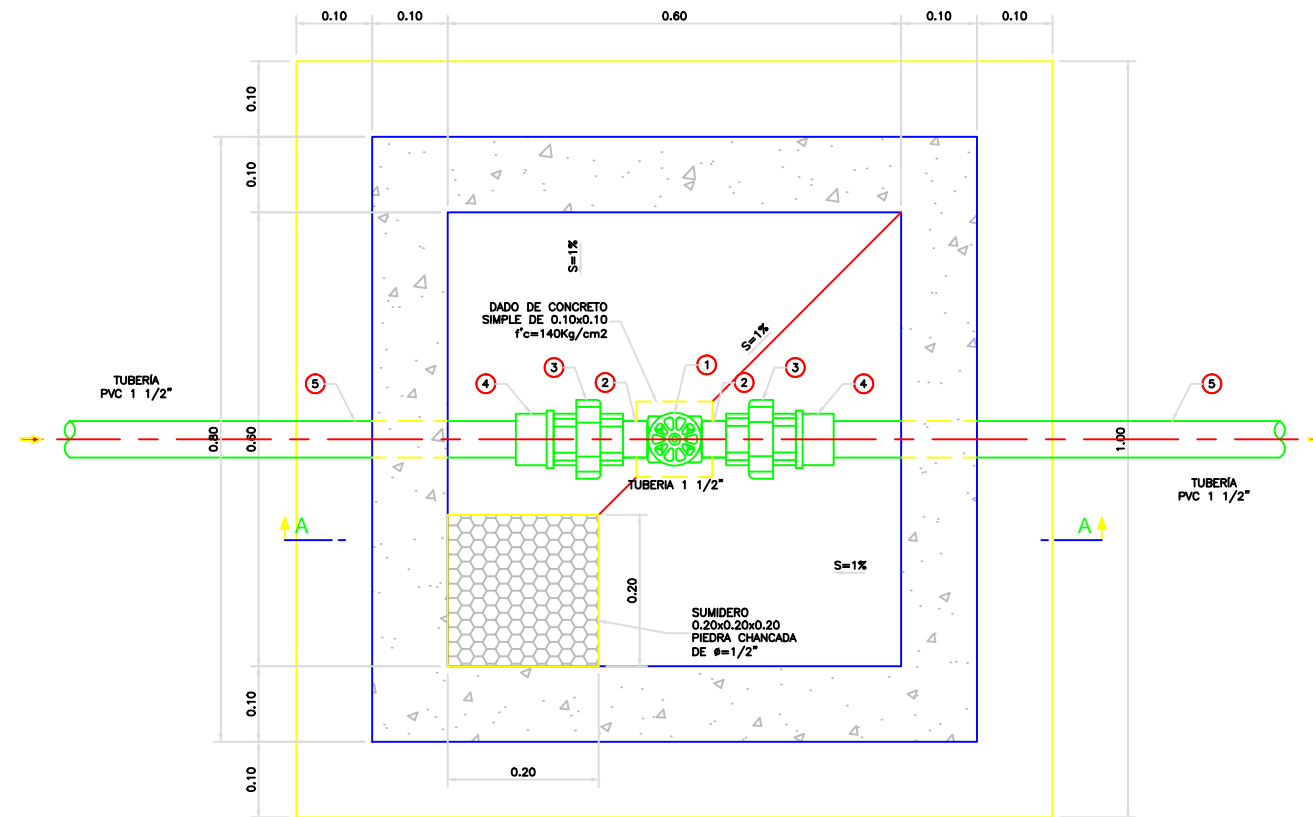 0.10
0.10
0.60
0.10
0.10
0.10
0.10
S=1%
DADO DE CONCRETO
SIMPLE DE 0.10x0.10
f'c=140Kg/cm2
S=1%
TUBERÍA
PVC 1 1/2"
5
4
3
2
1
2
3
4
5
0.80
0.60
1.00
TUBERIA 1 1/2"
TUBERÍA
PVC 1 1/2"
A
A
S=1%
0.20
SUMIDERO
0.20x0.20x0.20
PIEDRA CHANCADA
DE ø=1/2"
0.10
0.20
0.10